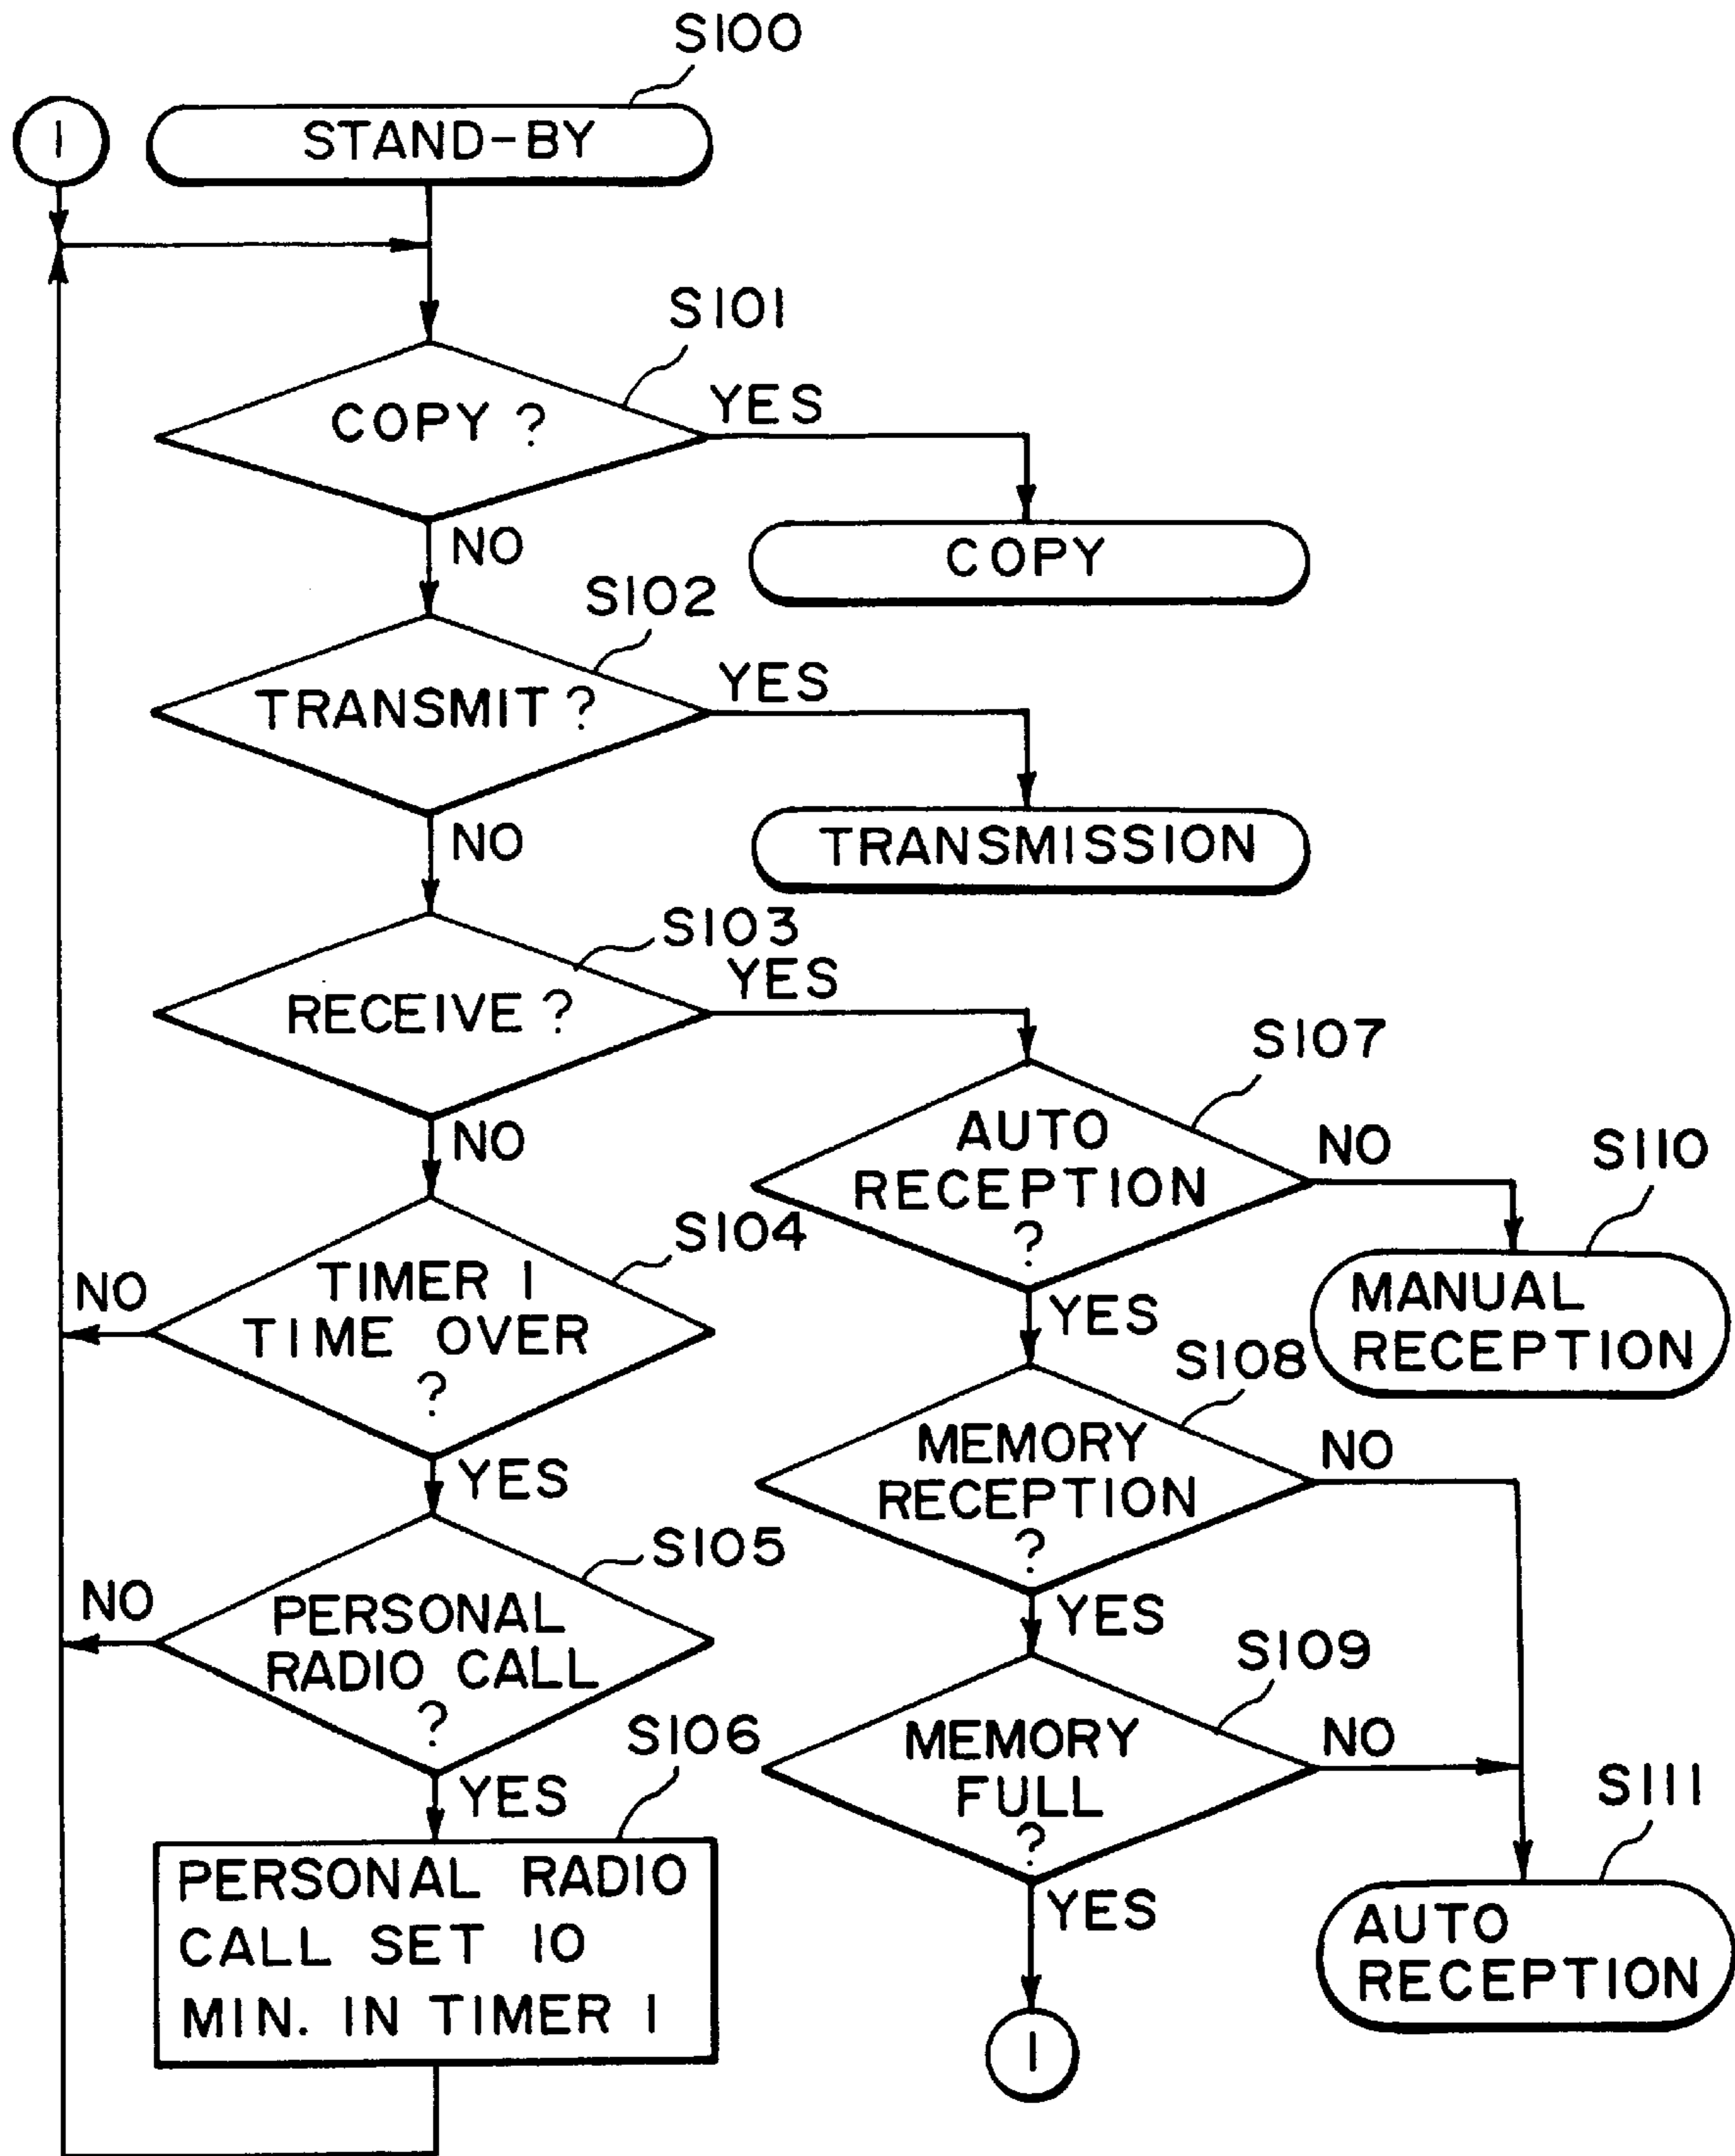 S100
1
STAND-BY
S101
COPY ?
YES
NO
COPY
S102
TRANSMIT ?
YES
NO
TRANSMISSION
S103
RECEIVE ?
YES
NO
S107
AUTO
RECEPTION
?
NO
YES
S110
MANUAL
RECEPTION
S104
TIMER 1
TIME OVER
?
NO
YES
S108
MEMORY
RECEPTION
?
NO
YES
S105
PERSONAL
RADIO CALL
?
NO
YES
S109
MEMORY
FULL
?
NO
YES
S106
PERSONAL RADIO
CALL SET 10
MIN. IN TIMER 1
S111
AUTO
RECEPTION
1